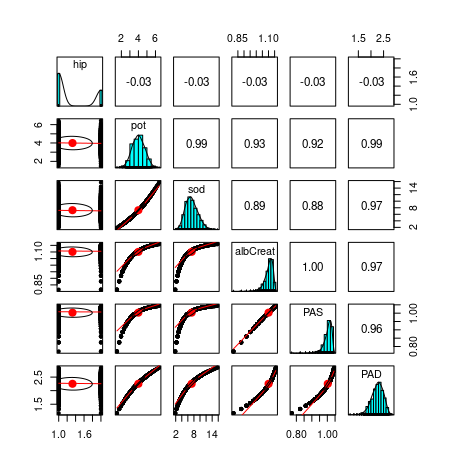 2 4 6 0.85 1.10 1.5 2.5
hip -0.03 -0.03 -0.03 -0.03 -0.03 1.0 1.6
2 4 6 pot 0.99 0.93 0.92 0.99
sod 0.89 0.88 0.97 2 8 14
0.85 1.10 albCreat 1.00 0.97
PAS 0.96 0.80 1.00
1.5 2.5 PAD
1.0 1.6 2 8 14 0.80 1.00